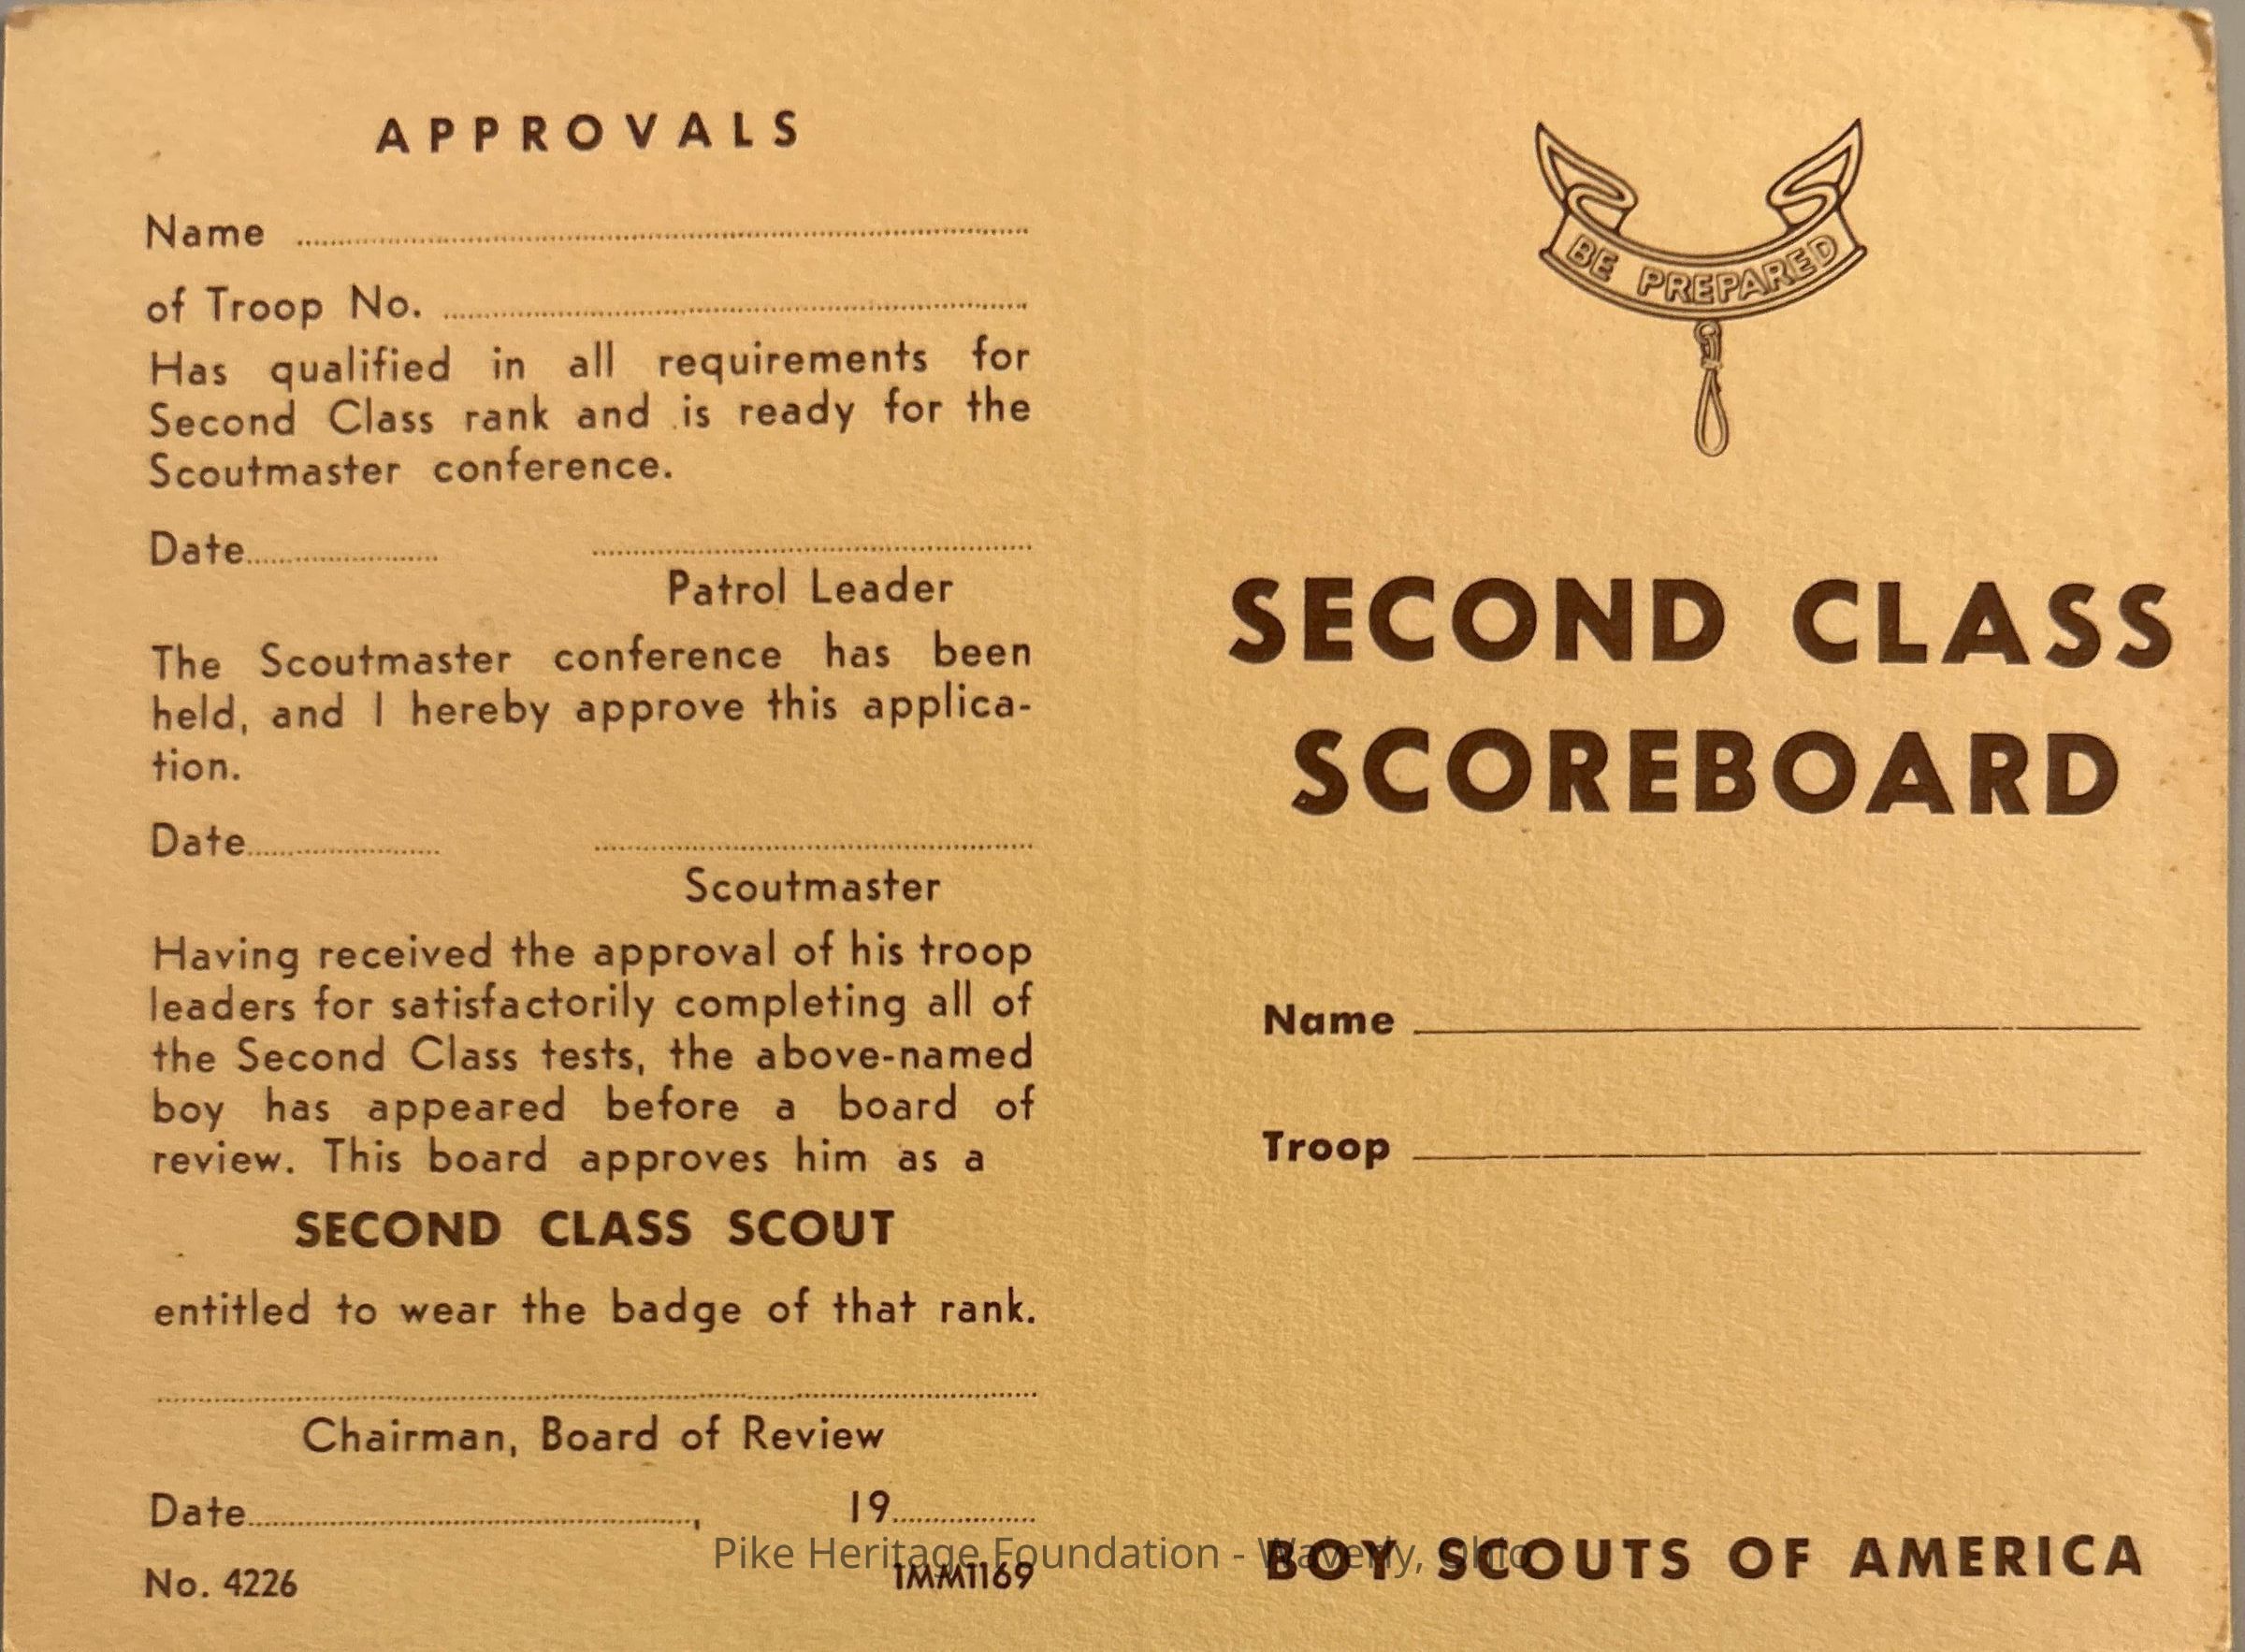 APPROVALS
Name
of Troop No.
Has qualified in all requirements for
Second Class rank and is ready for the
Scoutmaster conference.
Date
Patrol Leader
The Scoutmaster conference has been
held, and I hereby approve this applica-
tion.
Date
Scoutmaster
Having received the approval of his troop
leaders for satisfactorily completing all of
the Second Class tests, the above-named
boy has appeared before a board of
review. This board approves him as a
SECOND CLASS SCOUT
entitled to wear the badge of that rank.
Chairman, Board of Review
Date, 19
No. 4226 1MM1169
BE PREPARED
SECOND CLASS
SCOREBOARD
Name
Troop
BOY SCOUTS OF AMERICA
Pike Heritage Foundation - Waverly, Ohio